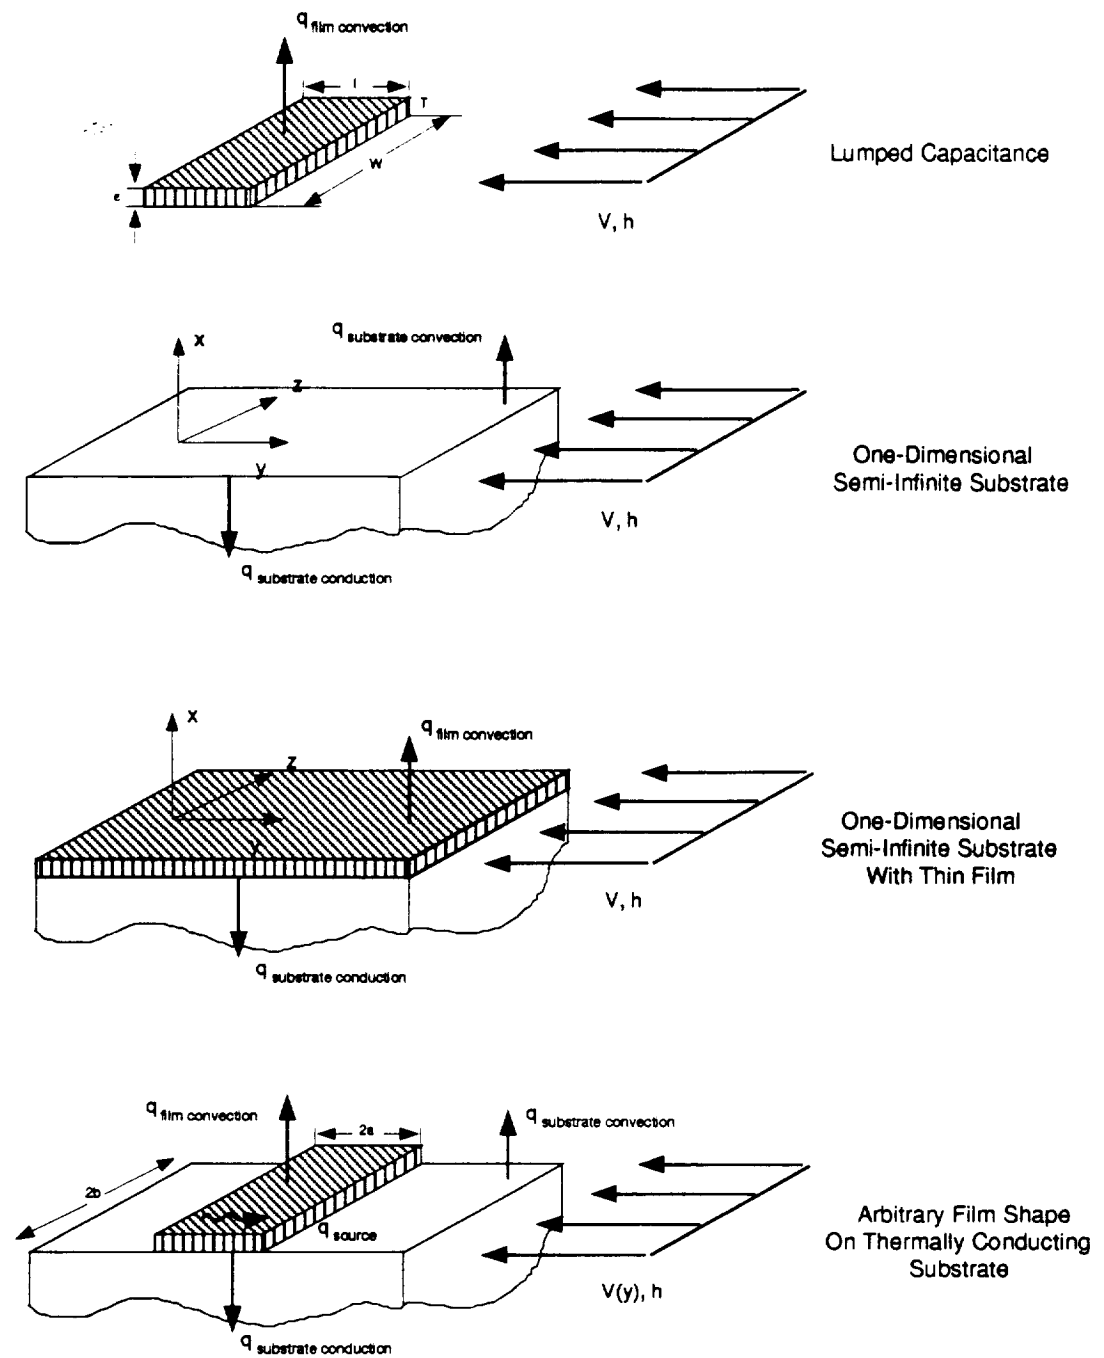 q film convection
l
T
W
e
V, h
Lumped Capacitance
X
q substrate convection
Z
y
V, h
q substrate conduction
One-Dimensional
Semi-Infinite Substrate
X
q film convection
Z
Y
V, h
q substrate conduction
One-Dimensional
Semi-Infinite Substrate
With Thin Film
q film convection
2a
q substrate convection
2b
q source
V(y), h
q substrate conduction
Arbitrary Film Shape
On Thermally Conducting
Substrate